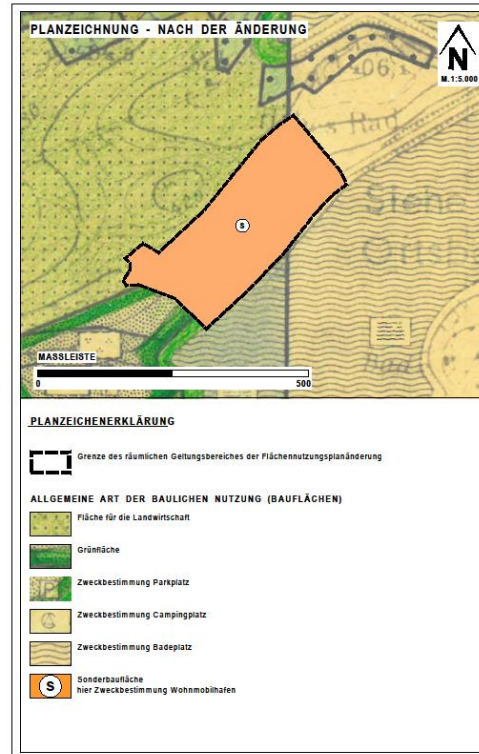 PLANZEICHNUNG - NACH DER ÄNDERUNG
N
M. 1:5.000
Rad
S
MASSLEISTE
0 500
PLANZEICHENERKLÄRUNG
Grenze des räumlichen Geltungsbereiches der Flächennutzungsplanänderung
ALLGEMEINE ART DER BAULICHEN NUTZUNG (BAUFLÄCHEN)
Fläche für die Landwirtschaft
Grünfläche
Zweckbestimmung Parkplatz
Zweckbestimmung Campingplatz
Zweckbestimmung Badeplatz
S
Sonderbaufläche
hier Zweckbestimmung Wohnmobilhafen